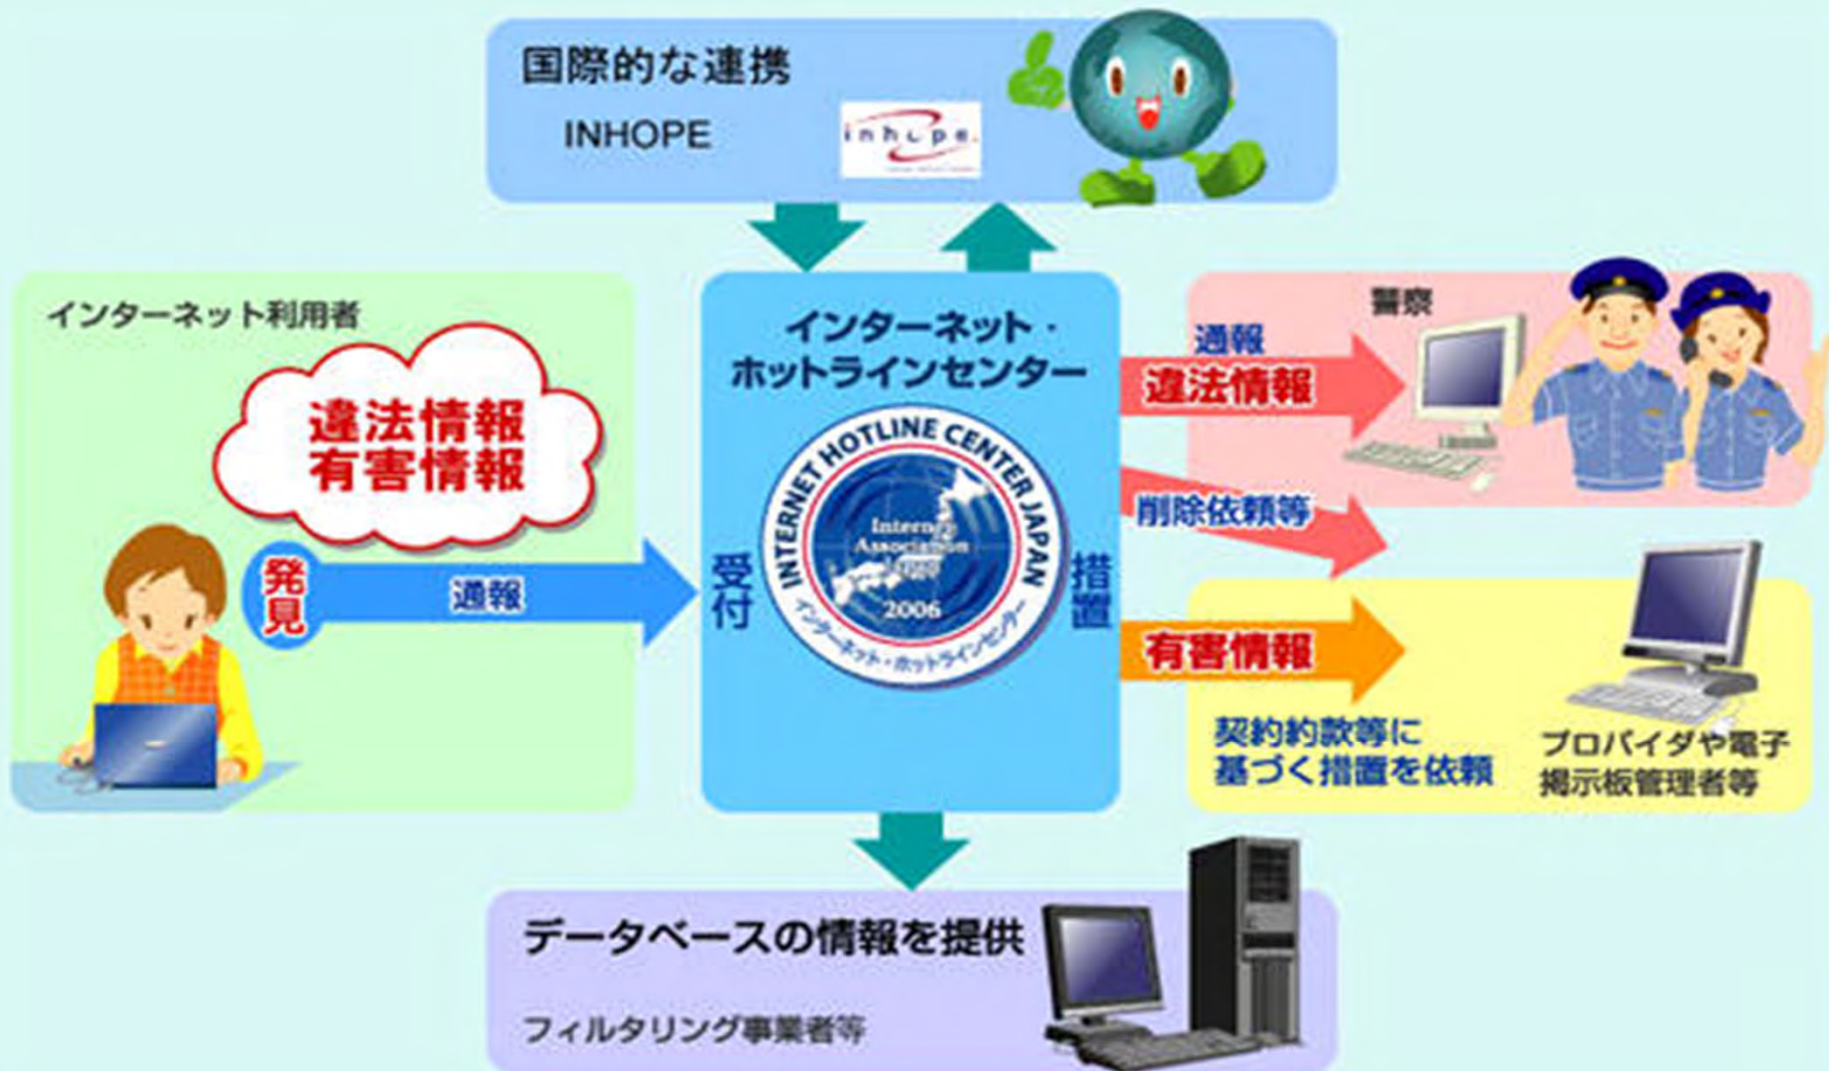 国際的な連携
INHOPE
inhope
インターネット利用者
違法情報
有害情報
発見
通報
インターネット・
ホットラインセンター
受付
INTERNET HOTLINE CENTER JAPAN
Internet
Association
Japan
2006
インターネット・ホットラインセンター
措置
警察
通報
違法情報
削除依頼等
有害情報
契約約款等に
基づく措置を依頼
プロバイダや電子
掲示板管理者等
データベースの情報を提供
フィルタリング事業者等